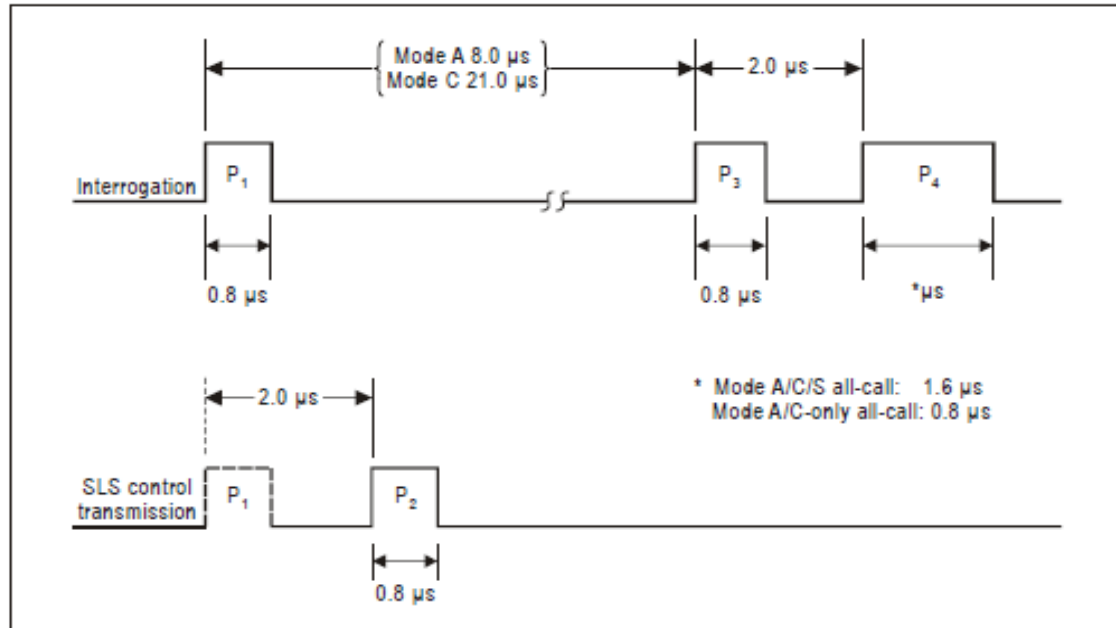 Mode A 8.0 µs
Mode C 21.0 µs
2.0 µs
Interrogation
P1
P3
P4
0.8 µs
0.8 µs
*µs
2.0 µs
* Mode A/C/S all-call: 1.6 µs
Mode A/C-only all-call: 0.8 µs
SLS control
transmission
P1
P2
0.8 µs